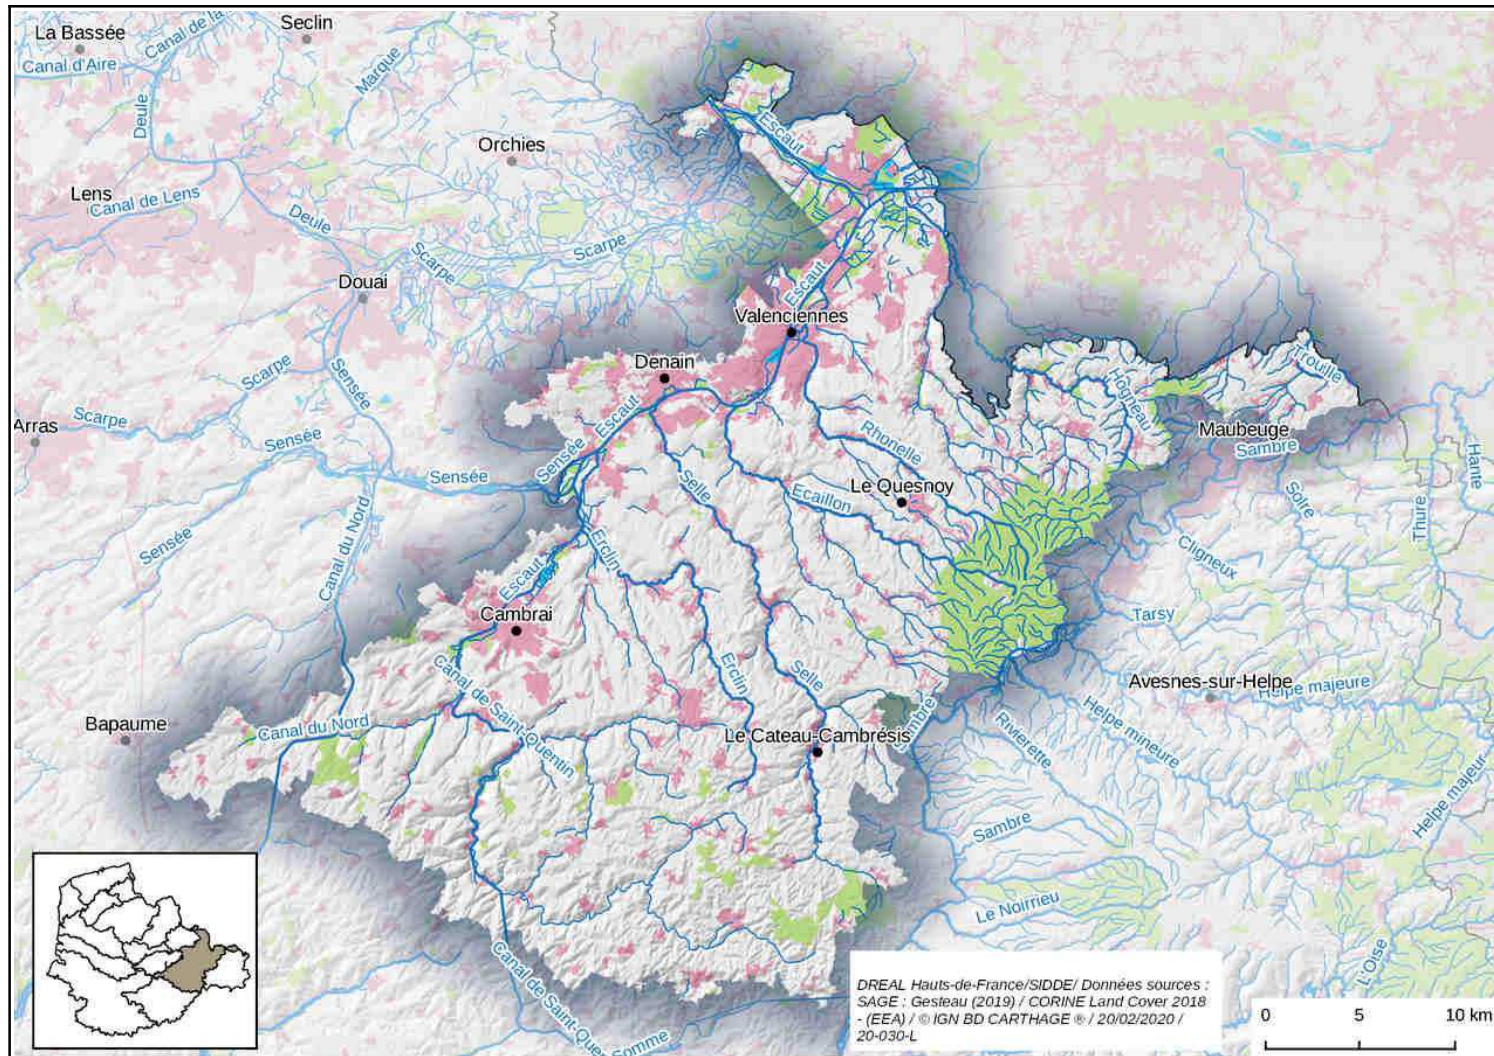 Seclin
La Bassée
Canal de la
Canal d'Aire
Marque
Deule
Orchies
Escaut
Lens
Canal de Lens
Deule
Scarpe
Scarpe
Douai
Escaut
Valenciennes
Denain
Trouille
Hogneau
Scarpe
Sensée
Arras
Scarpe
Sensée
Escaut
Sensée
Sensée
Rhonelle
Maubeuge
Sambre
Hante
Selle
Ecaillon
Le Quesnoy
Solre
Thure
Sensée
Canal du Nord
Erclin
Cligneux
Escaut
Cambrai
Tarsy
Canal de Saint-Quentin
Erclin
Selle
Avesnes-sur-Helpe
Helpe majeure
Bapaume
Canal du Nord
Sambre
Rivierette
Helpe mineure
Le Cateau-Cambrésis
Helpe majeur
Sambre
Le Noirrieu
L'Oise
Canal de Saint-Que
Somme
DREAL Hauts-de-France/SIDDE/ Données sources :
SAGE : Gesteau (2019) / CORINE Land Cover 2018
- (EEA) / © IGN BD CARTHAGE ® / 20/02/2020 /
20-030-L
0 5 10 km